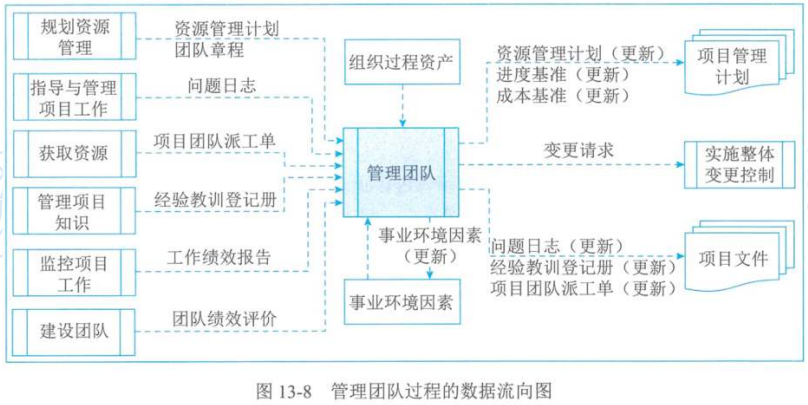 规划资源
管理
资源管理计划
团队章程
指导与管理
项目工作
问题日志
获取资源
项目团队派工单
管理项目
知识
经验教训登记册
监控项目
工作
工作绩效报告
建设团队
团队绩效评价
组织过程资产
管理团队
事业环境因素
（更新）
事业环境因素
资源管理计划（更新）
进度基准（更新）
成本基准（更新）
项目管理
计划
变更请求
实施整体
变更控制
问题日志（更新）
经验教训登记册（更新）
项目团队派工单（更新）
项目文件
图 13-8 管理团队过程的数据流向图